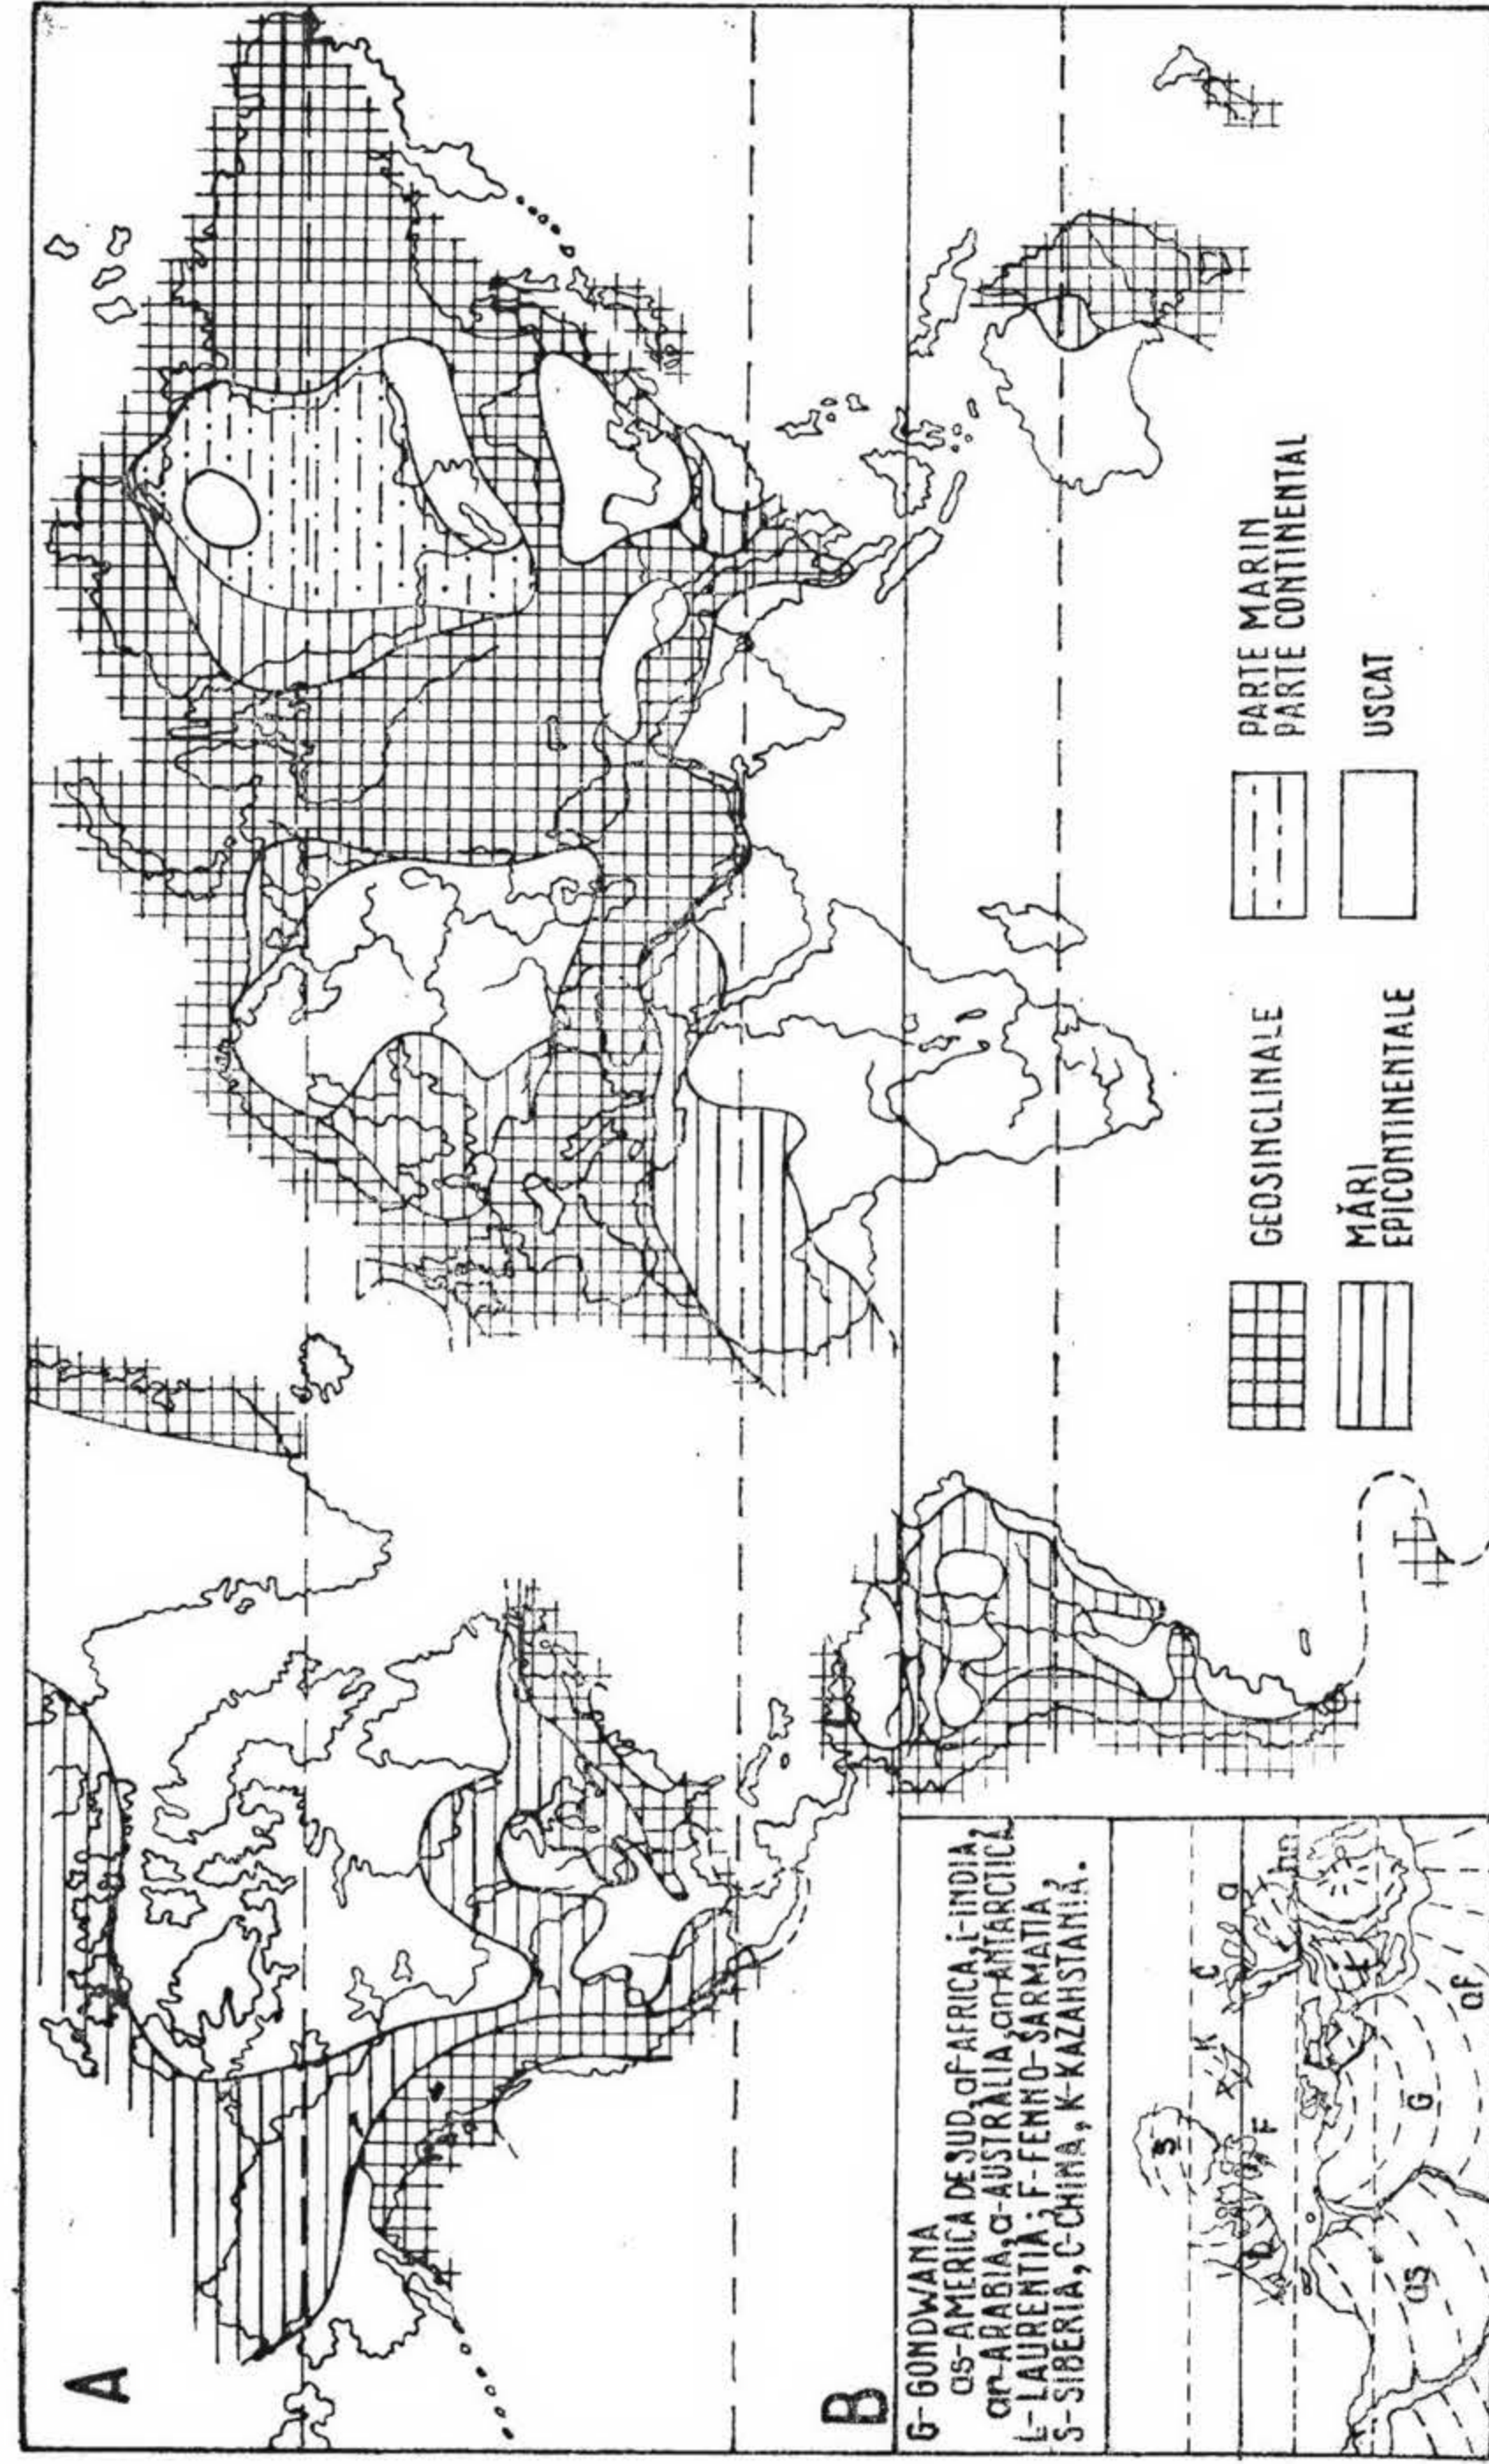 A
B
G-GONDWANA
as-AMERICA DE SUD, af AFRICA, i-INDIA,
ar-ARABIA, a-AUSTRALIA, an-ANTARCTICA
L-LAURENTIA; F-FENNO-SARMATIA,
S-SIBERIA, C-CHINA, K-KAZAHSTANIA.
GEOSINCLINALE
MĂRI
EPICONTINENTALE
PARTE MARIN
PARTE CONTINENTAL
USCAT
S
K
C
a
an
F
L
G
as
af